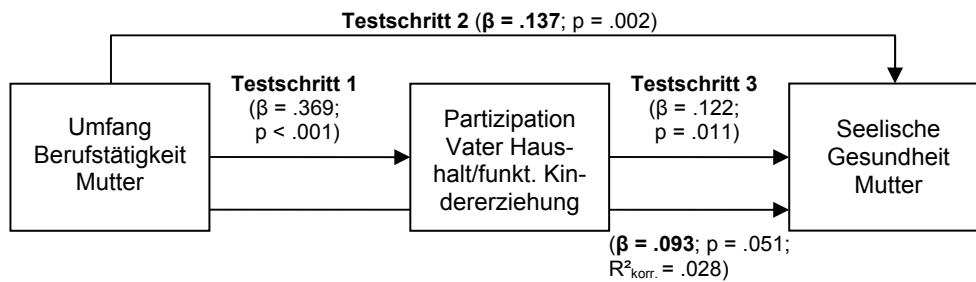 Testschritt 2 (β = .137; p = .002)
Testschritt 1
(β = .369;
p < .001)
Testschritt 3
(β = .122;
p = .011)
Umfang
Berufstätigkeit
Mutter
Partizipation
Vater Haus-
halt/funkt. Kin-
dererziehung
Seelische
Gesundheit
Mutter
(β = .093; p = .051;
R²korr. = .028)